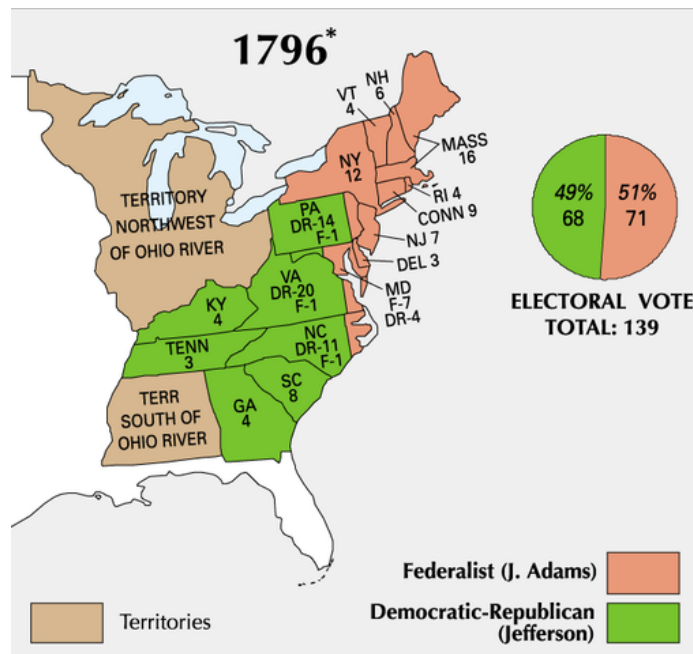 1796*
VT
4
NH
6
MASS
16
NY
12
RI 4
CONN 9
NJ 7
DEL 3
MD
F-7
DR-4
TERRITORY
NORTHWEST
OF OHIO RIVER
PA
DR-14
F-1
VA
DR-20
F-1
KY
4
NC
DR-11
F-1
TENN
3
SC
8
GA
4
TERR
SOUTH OF
OHIO RIVER
49%
68
51%
71
ELECTORAL VOTE
TOTAL: 139
Federalist (J. Adams)
Democratic-Republican
(Jefferson)
Territories